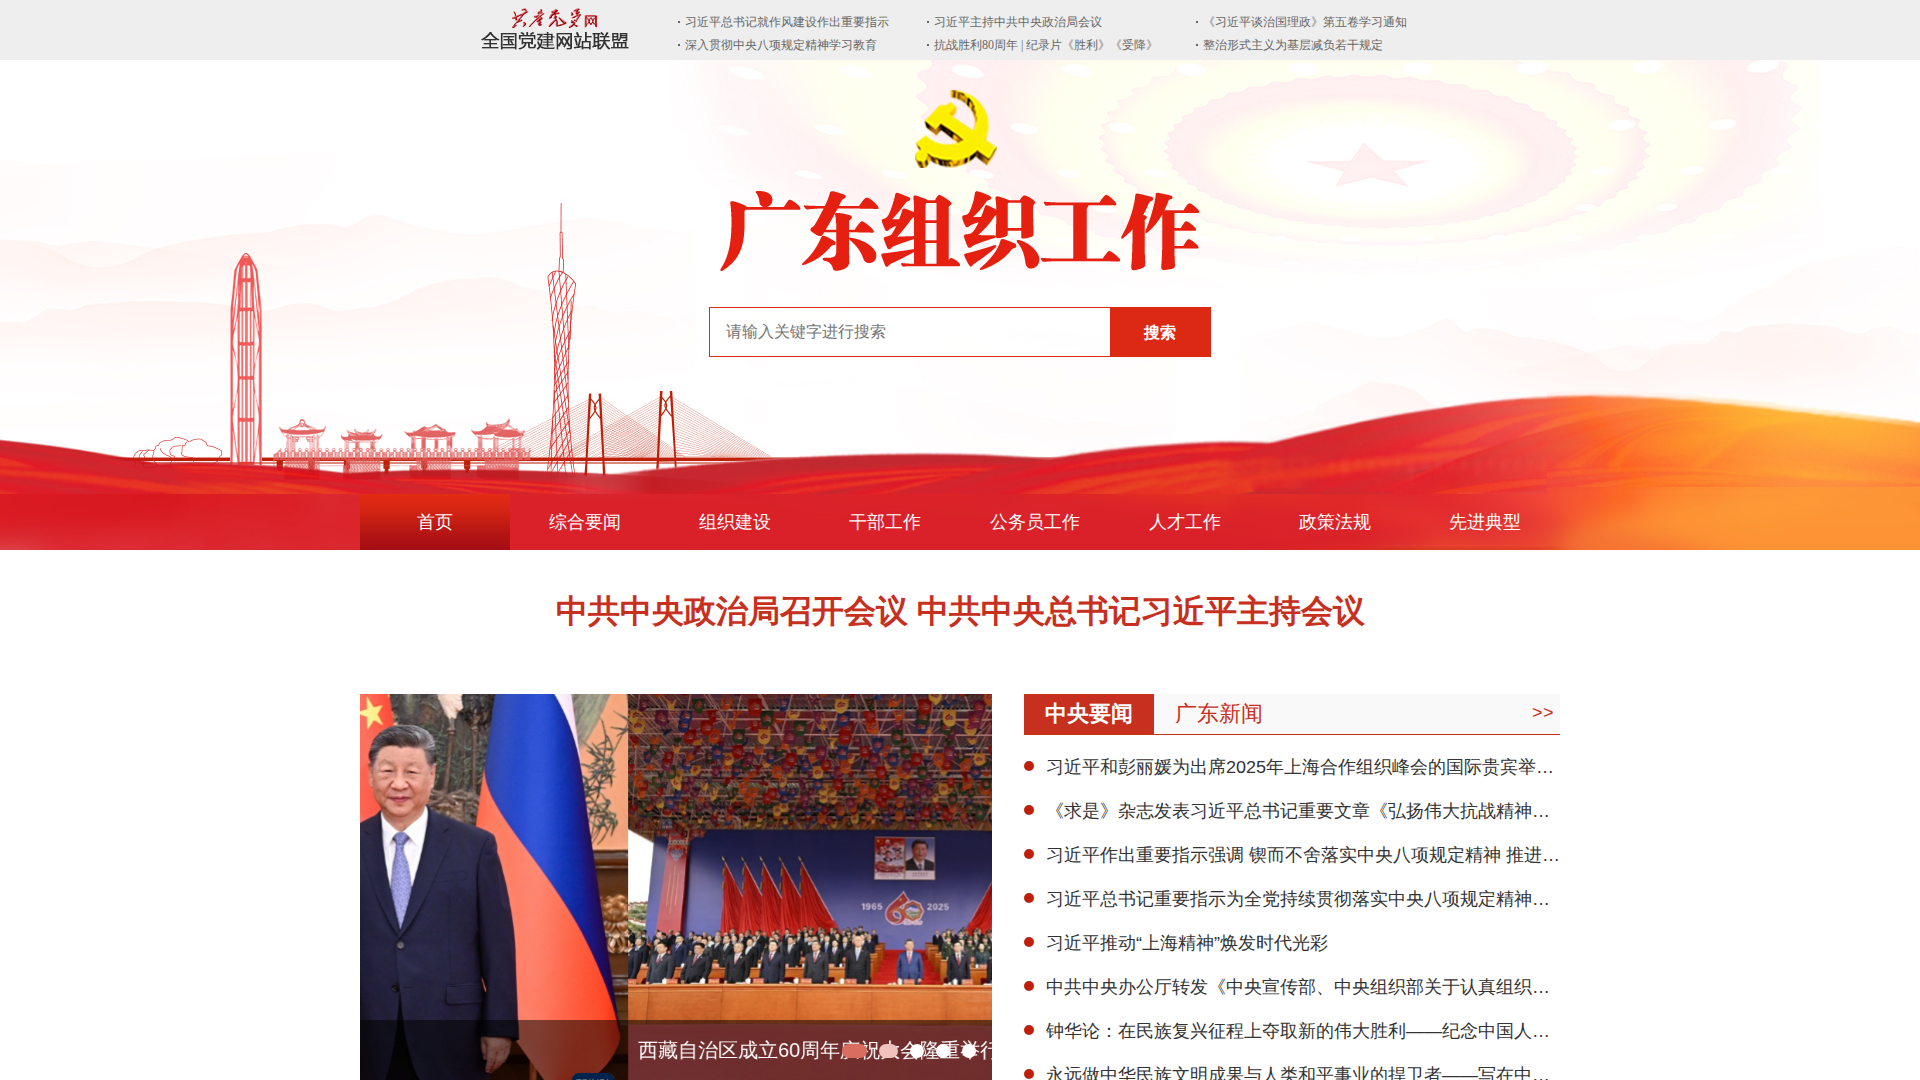 共产党员网
全国党建网站联盟
· 习近平总书记就作风建设作出重要指示
· 习近平主持中共中央政治局会议
· 《习近平谈治国理政》第五卷学习通知
· 深入贯彻中央八项规定精神学习教育
· 抗战胜利80周年 | 纪录片《胜利》《受降》
· 整治形式主义为基层减负若干规定
广东组织工作
请输入关键字进行搜索
搜索
首页
综合要闻
组织建设
干部工作
公务员工作
人才工作
政策法规
先进典型
中共中央政治局召开会议 中共中央总书记习近平主持会议
1965
2025
西藏自治区成立60周年庆祝大会隆重举行
中央要闻
广东新闻
>>
习近平和彭丽媛为出席2025年上海合作组织峰会的国际贵宾举…
《求是》杂志发表习近平总书记重要文章《弘扬伟大抗战精神…
习近平作出重要指示强调 锲而不舍落实中央八项规定精神 推进…
习近平总书记重要指示为全党持续贯彻落实中央八项规定精神…
习近平推动“上海精神”焕发时代光彩
中共中央办公厅转发《中央宣传部、中央组织部关于认真组织…
钟华论：在民族复兴征程上夺取新的伟大胜利——纪念中国人…
永远做中华民族文明成果与人类和平事业的捍卫者——写在中…